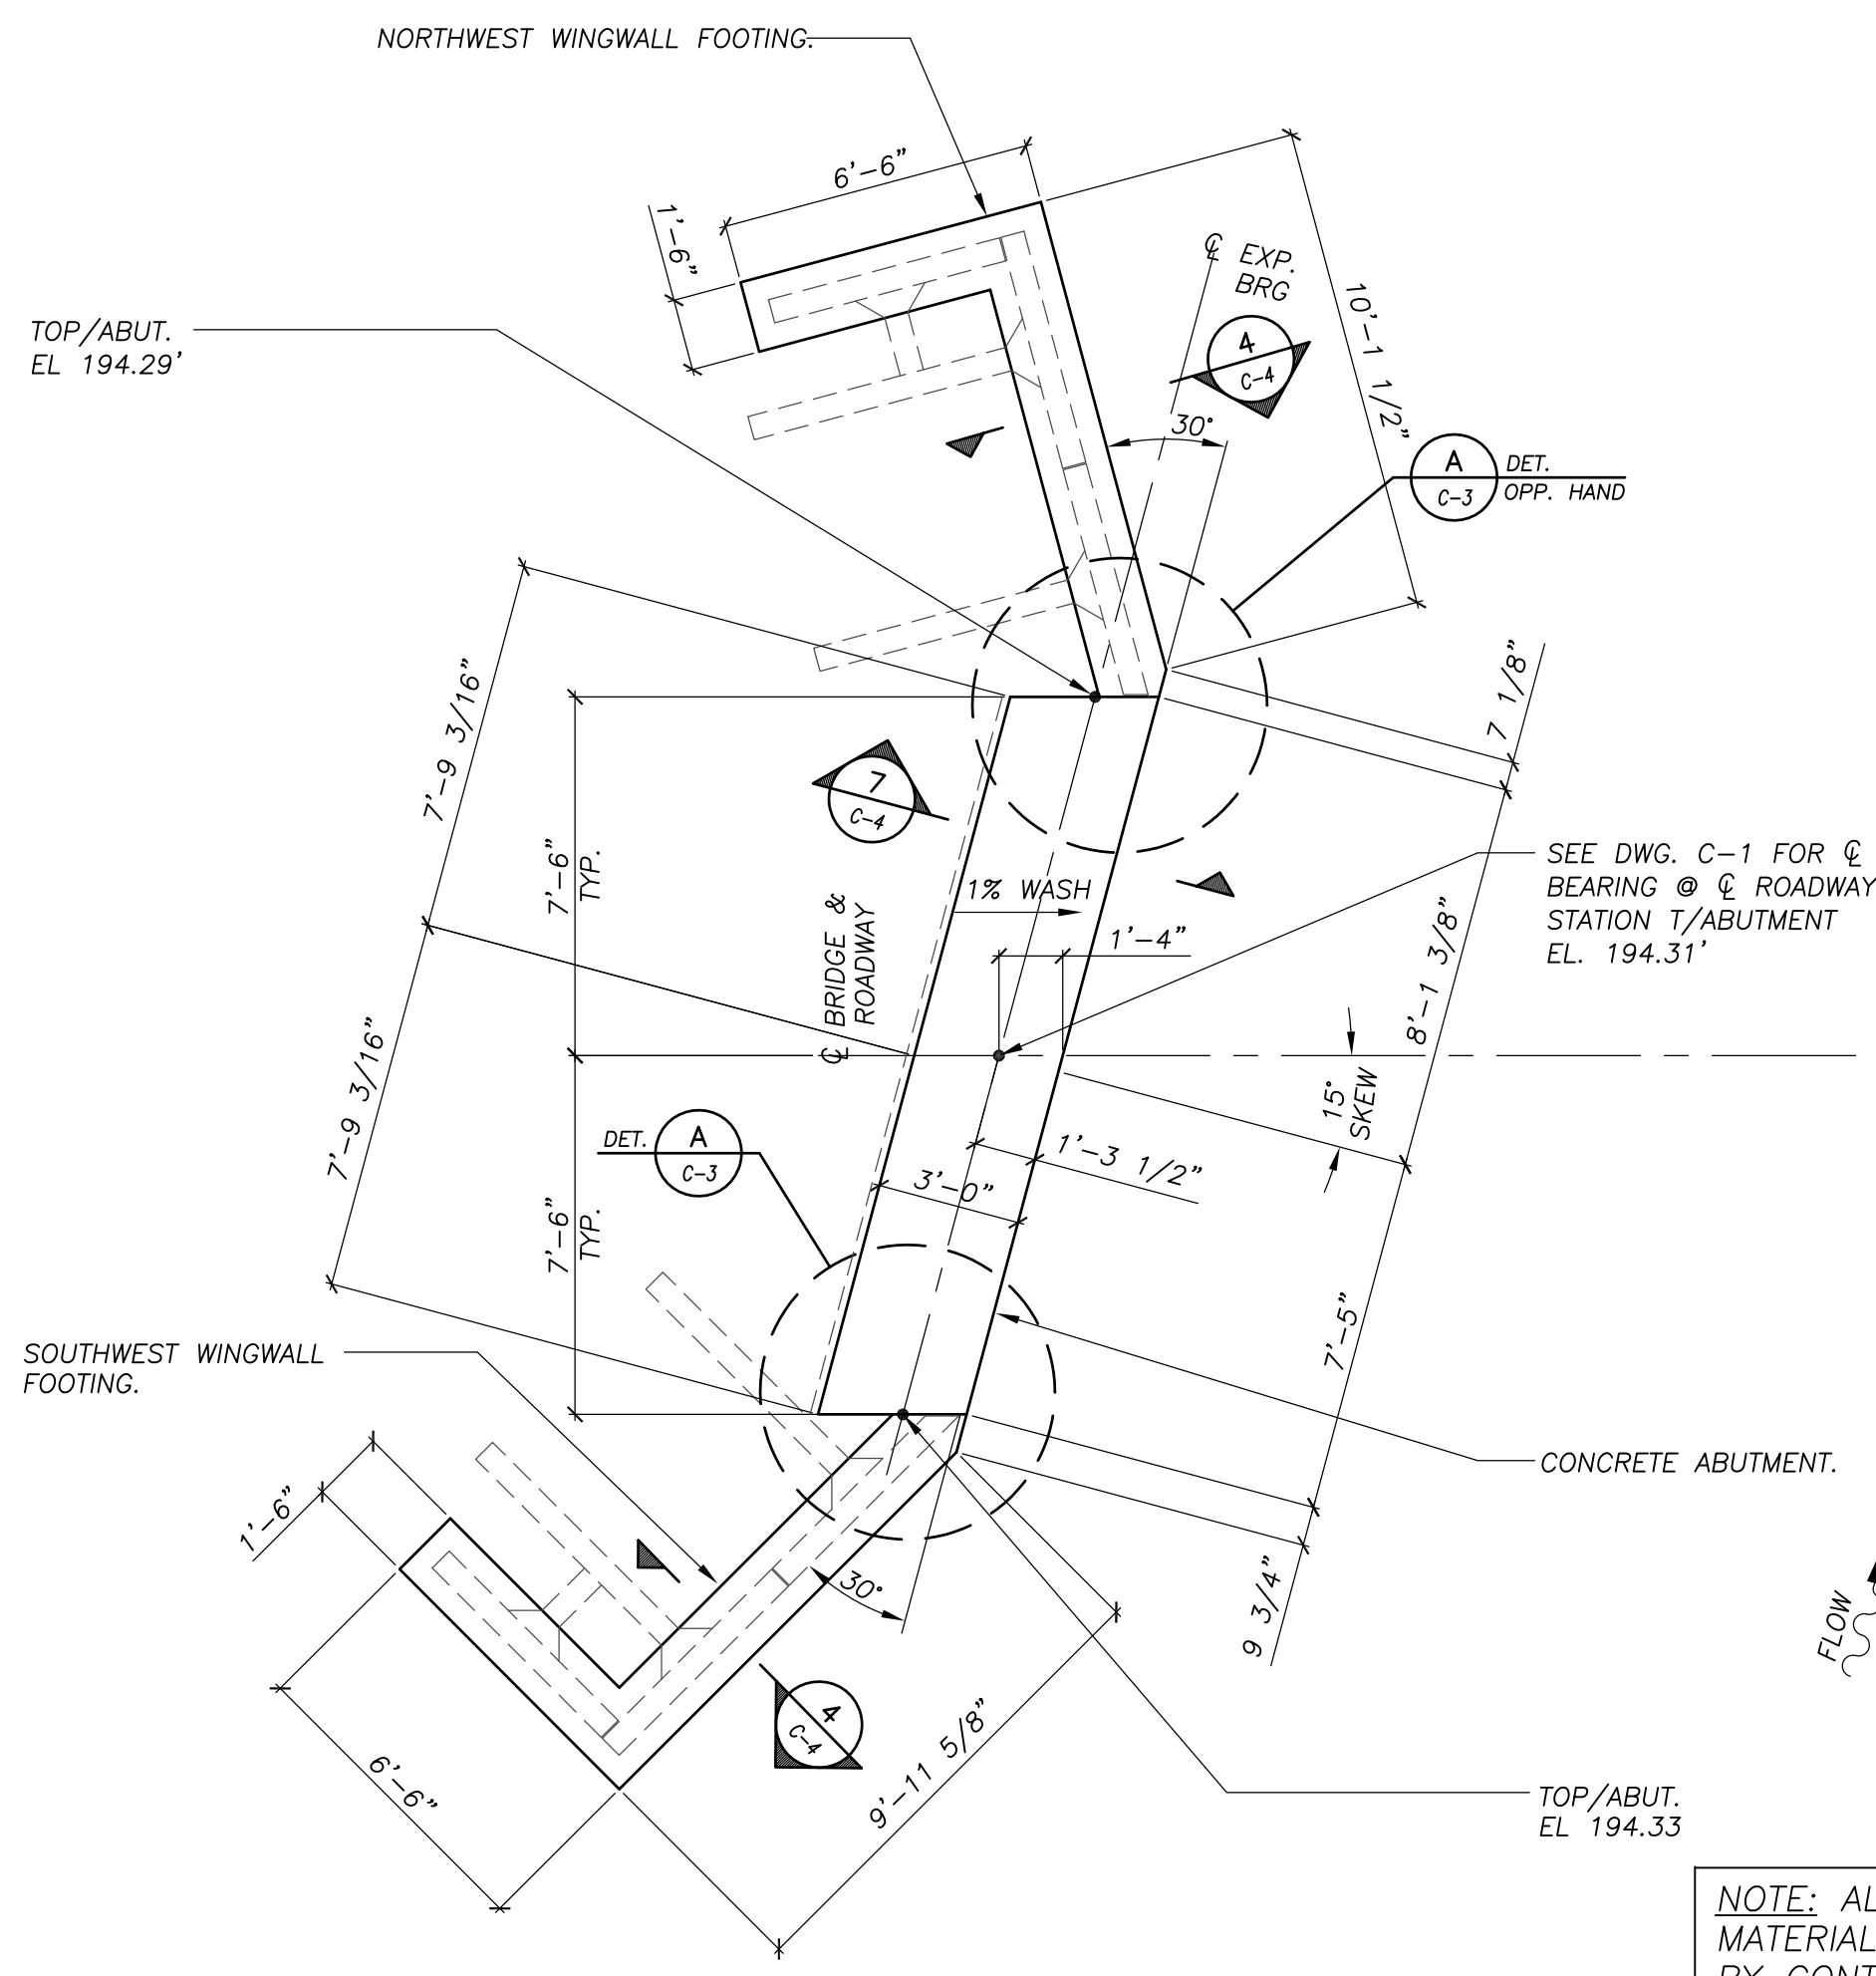 NORTHWEST WINGWALL FOOTING.
6'-6"
1'-6"
℄ EXP.
BRG
4
C-4
10'-1 1/2"
TOP/ABUT.
EL 194.29'
30°
A
C-3
DET.
OPP. HAND
7'-9 3/16"
7 1/8"
7
C-4
7'-6"
TYP.
SEE DWG. C-1 FOR ℄
BEARING @ ℄ ROADWAY
STATION T/ABUTMENT
EL. 194.31'
1% WASH
1'-4"
℄ BRIDGE &
ROADWAY
8'-1 3/8"
7'-9 3/16"
15°
SKEW
DET.
A
C-3
1'-3 1/2"
3'-0"
7'-6"
TYP.
7'-5"
SOUTHWEST WINGWALL
FOOTING.
CONCRETE ABUTMENT.
1'-6"
30°
9 3/4"
FLOW
4
C-4
6'-6"
9'-11 5/8"
TOP/ABUT.
EL 194.33
NOTE:
MATERIAL